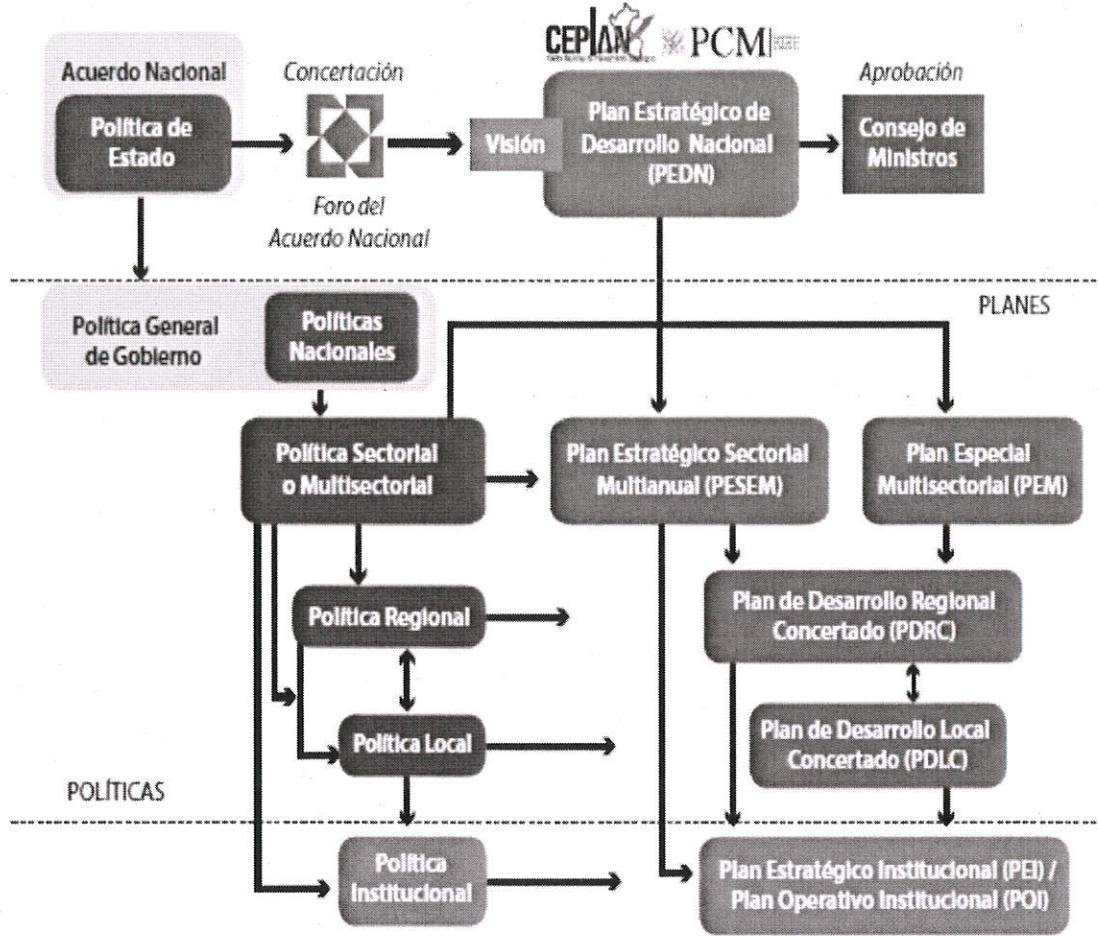 CEPLAN
PCM
Acuerdo Nacional
Política de
Estado
Concertación
Foro del
Acuerdo Nacional
Visión
Plan Estratégico de
Desarrollo Nacional
(PEDN)
Aprobación
Consejo de
Ministros
PLANES
Política General
de Gobierno
Políticas
Nacionales
Política Sectorial
o Multisectorial
Plan Estratégico Sectorial
Multianual (PESEM)
Plan Especial
Multisectorial (PEM)
Política Regional
Plan de Desarrollo Regional
Concertado (PDRC)
Política Local
Plan de Desarrollo Local
Concertado (PDLC)
POLÍTICAS
Política
Institucional
Plan Estratégico Institucional (PEI) /
Plan Operativo Institucional (POI)